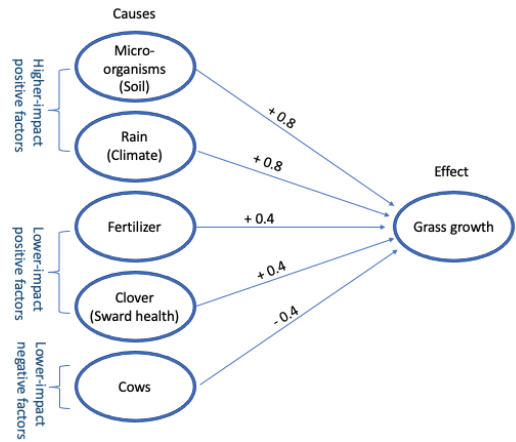 Causes
Higher-impact
positive factors
Micro-
organisms
(Soil)
+ 0.8
Rain
(Climate)
+ 0.8
Effect
Grass growth
Lower-impact
positive factors
Fertilizer
+ 0.4
Clover
(Sward health)
+ 0.4
Lower-impact
negative factors
Cows
- 0.4